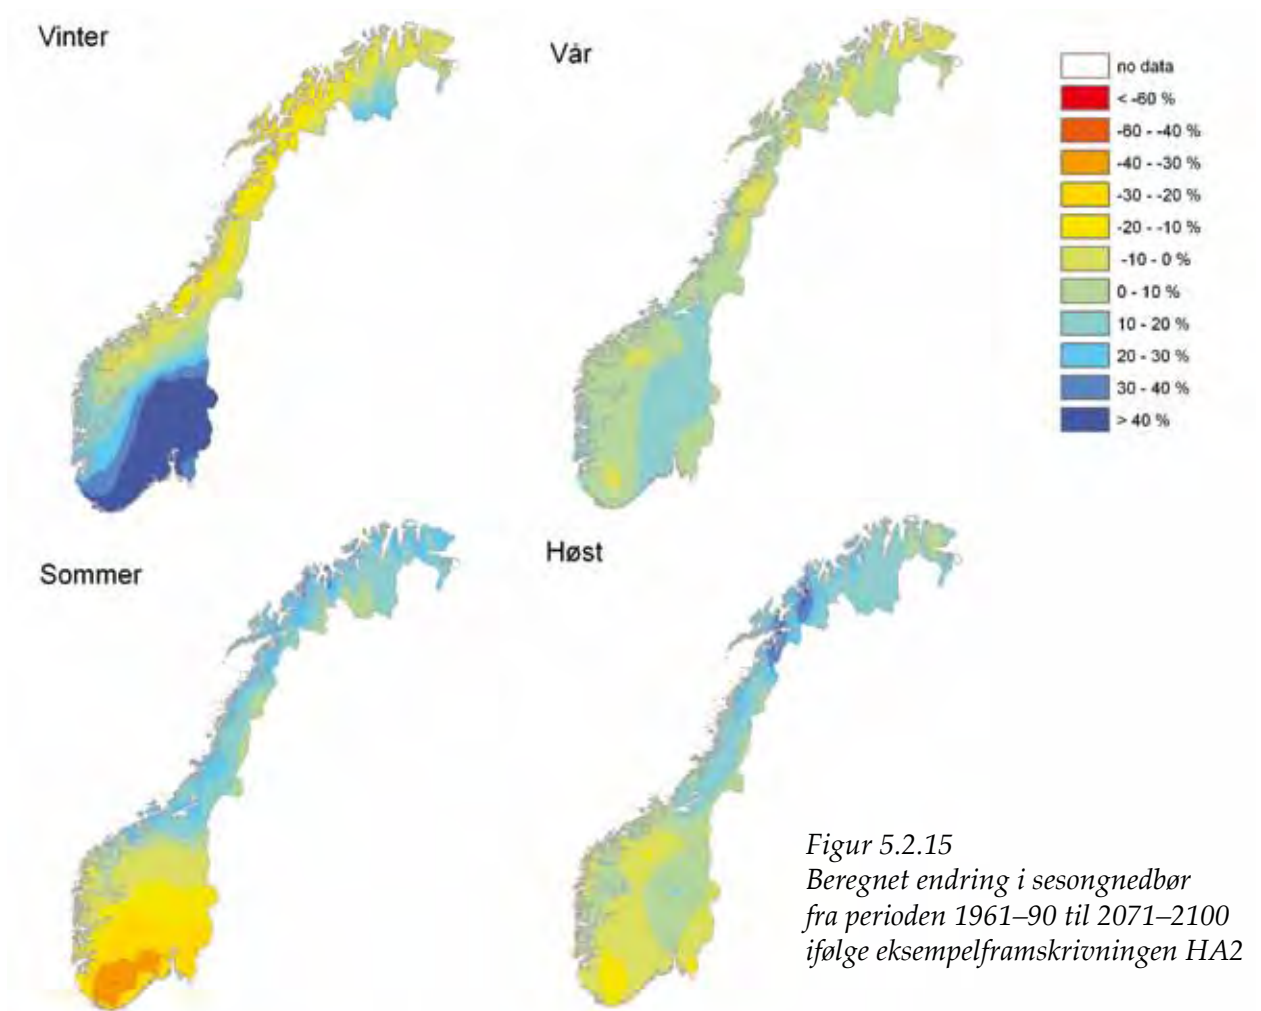 Vinter
Vår
no data
< -60 %
-60 - -40 %
-40 - -30 %
-30 - -20 %
-20 - -10 %
-10 - 0 %
0 - 10 %
10 - 20 %
20 - 30 %
30 - 40 %
> 40 %
Sommer
Høst
Figur 5.2.15
Beregnet endring i sesongnedbør
fra perioden 1961–90 til 2071–2100
ifølge eksempelframskrivningen HA2